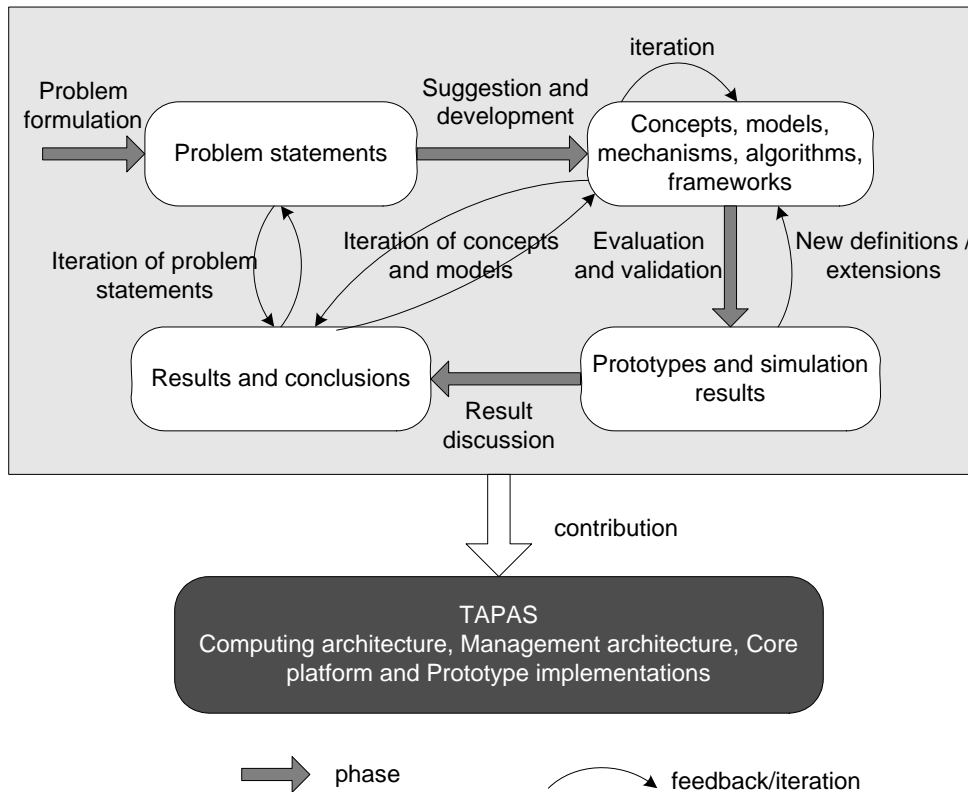 iteration
Problem
formulation
Suggestion and
development
Problem statements
Concepts, models,
mechanisms, algorithms,
frameworks
Iteration of problem
statements
Iteration of concepts
and models
Evaluation
and validation
New definitions /
extensions
Results and conclusions
Prototypes and simulation
results
Result
discussion
contribution
TAPAS
Computing architecture, Management architecture, Core
platform and Prototype implementations
phase
feedback/iteration